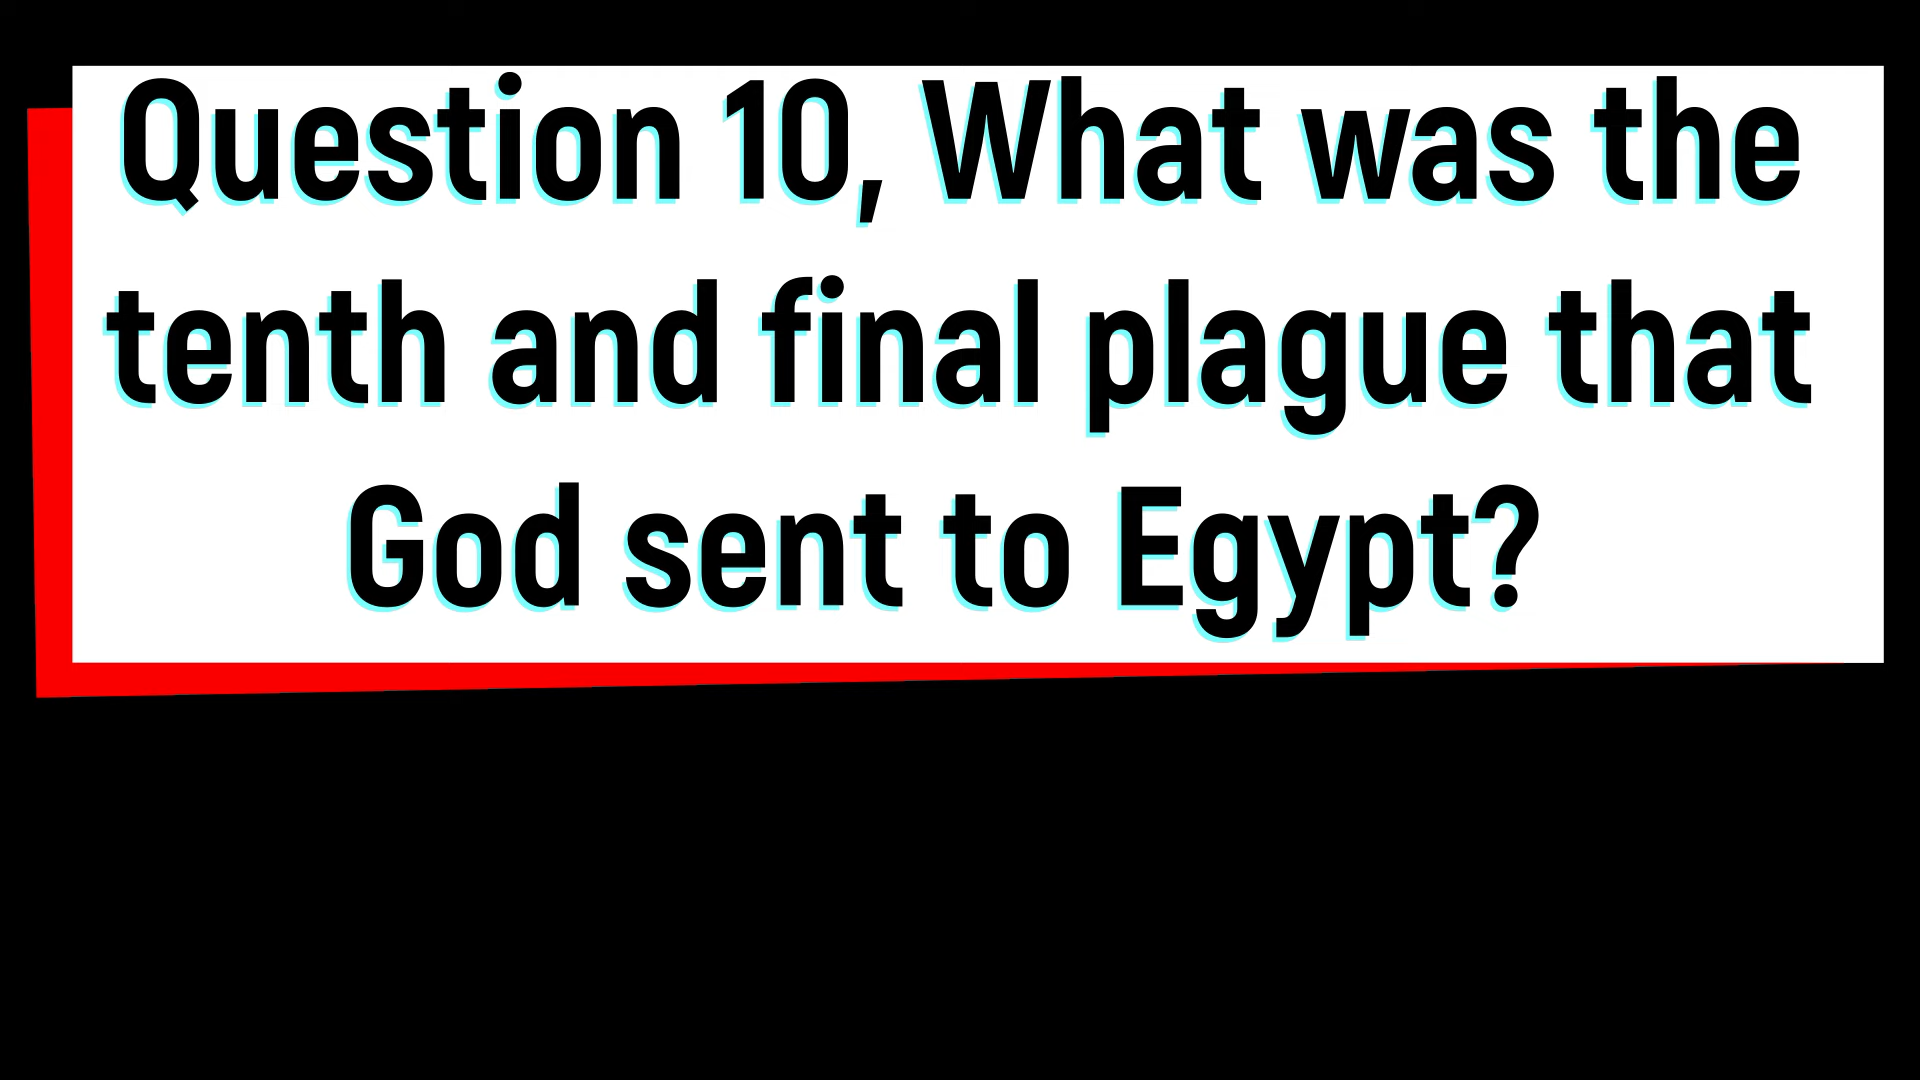 Question 10, What was the
tenth and final plague that
God sent to Egypt?